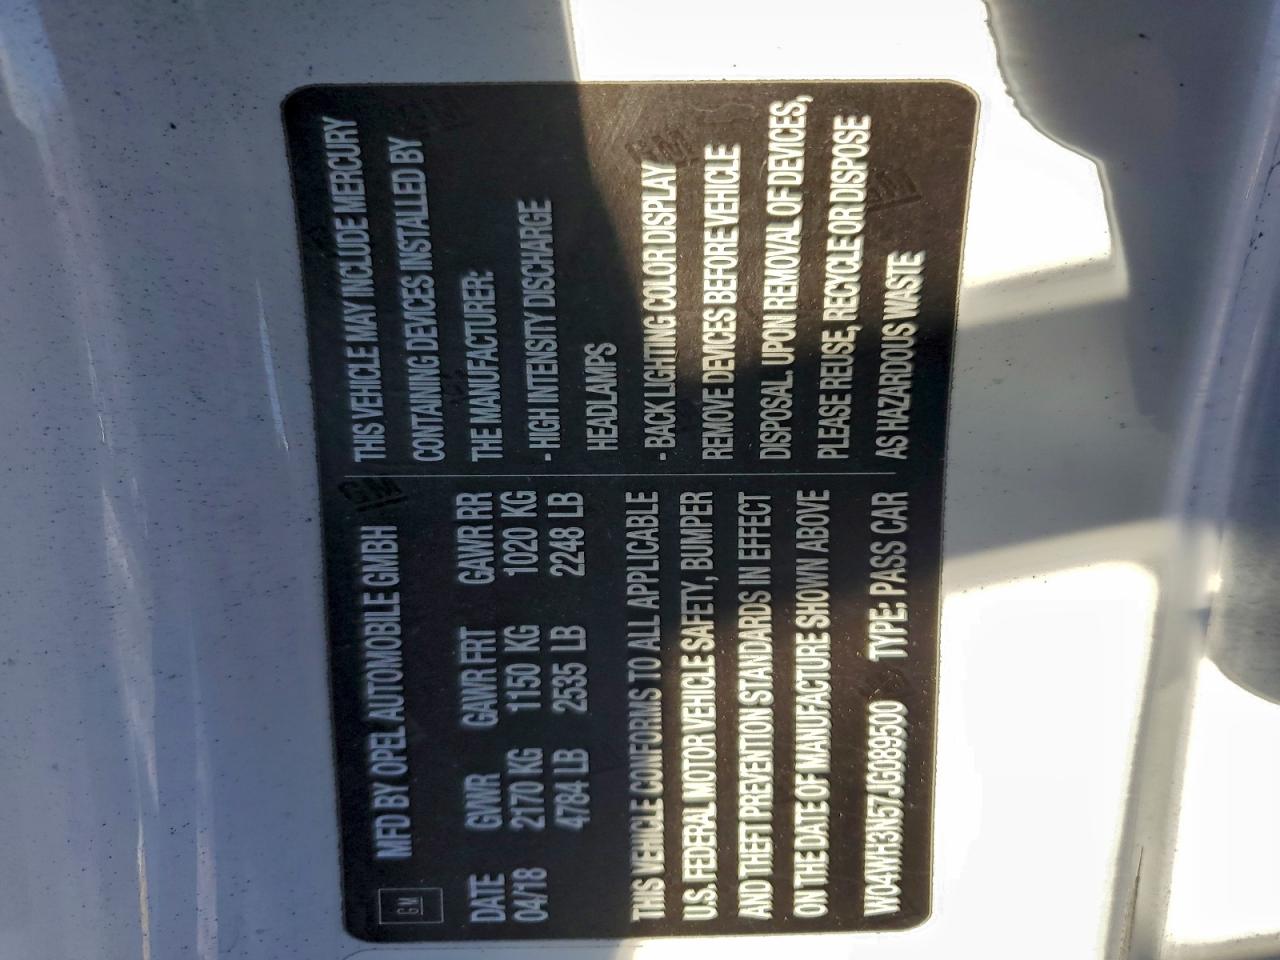 GM
MFD BY OPEL AUTOMOBILE GMBH
DATE GVWR GAWR FRT GAWR RR
04/18 2170 KG 1150 KG 1020 KG
4784 LB 2535 LB 2248 LB
THIS VEHICLE CONFORMS TO ALL APPLICABLE
U.S. FEDERAL MOTOR VEHICLE SAFETY, BUMPER
AND THEFT PREVENTION STANDARDS IN EFFECT
ON THE DATE OF MANUFACTURE SHOWN ABOVE
W04WH3N57JG089500 TYPE: PASS CAR
THIS VEHICLE MAY INCLUDE MERCURY
CONTAINING DEVICES INSTALLED BY
THE MANUFACTURER:
- HIGH INTENSITY DISCHARGE
HEADLAMPS
- BACK LIGHTING COLOR DISPLAY
REMOVE DEVICES BEFORE VEHICLE
DISPOSAL. UPON REMOVAL OF DEVICES,
PLEASE REUSE, RECYCLE OR DISPOSE
AS HAZARDOUS WASTE